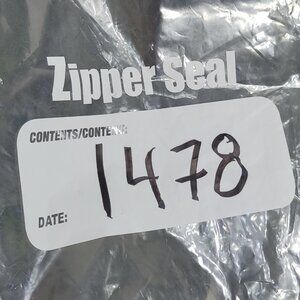 Zipper Seal
CONTENTS/CONTENU:
1478
DATE: